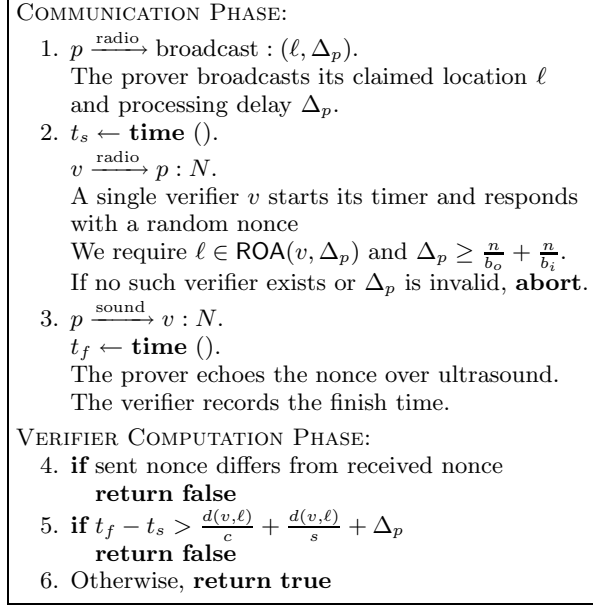 COMMUNICATION PHASE:
1. p —radio→ broadcast : (ℓ, Δₚ).
The prover broadcasts its claimed location ℓ
and processing delay Δₚ.
2. tₛ ← time ().
v —radio→ p : N.
A single verifier v starts its timer and responds
with a random nonce
We require ℓ ∈ ROA(v, Δₚ) and Δₚ ≥ n/bₒ + n/bᵢ.
If no such verifier exists or Δₚ is invalid, abort.
3. p —sound→ v : N.
t_f ← time ().
The prover echoes the nonce over ultrasound.
The verifier records the finish time.
VERIFIER COMPUTATION PHASE:
4. if sent nonce differs from received nonce
return false
5. if t_f − tₛ > d(v,ℓ)/c + d(v,ℓ)/s + Δₚ
return false
6. Otherwise, return true